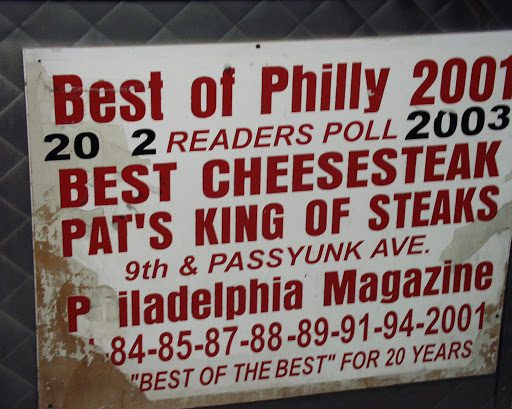 Best of Philly 2001
20 2 READERS POLL 2003
BEST CHEESESTEAK
PAT'S KING OF STEAKS
9th & PASSYUNK AVE.
P iladelphia Magazine
-84-85-87-88-89-91-94-2001
"BEST OF THE BEST" FOR 20 YEARS